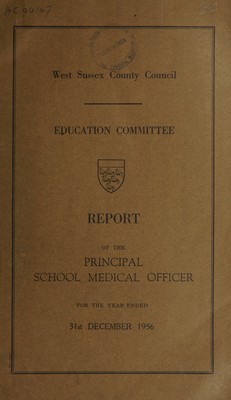 West Sussex County Council
EDUCATION COMMITTEE
REPORT
OF THE
PRINCIPAL
SCHOOL MEDICAL OFFICER
FOR THE YEAR ENDED
31st DECEMBER 1956